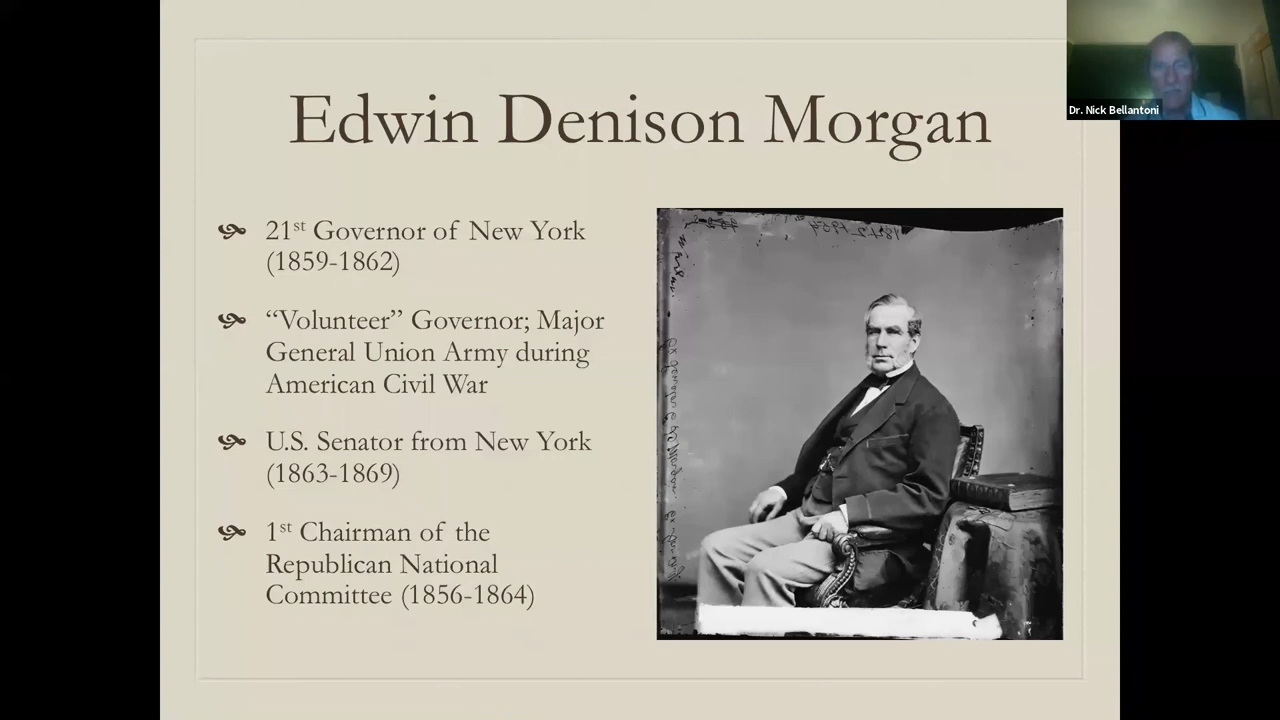 Edwin Denison Morgan
21st Governor of New York
(1859-1862)
“Volunteer” Governor; Major
General Union Army during
American Civil War
U.S. Senator from New York
(1863-1869)
1st Chairman of the
Republican National
Committee (1856-1864)
Dr. Nick Bellantoni